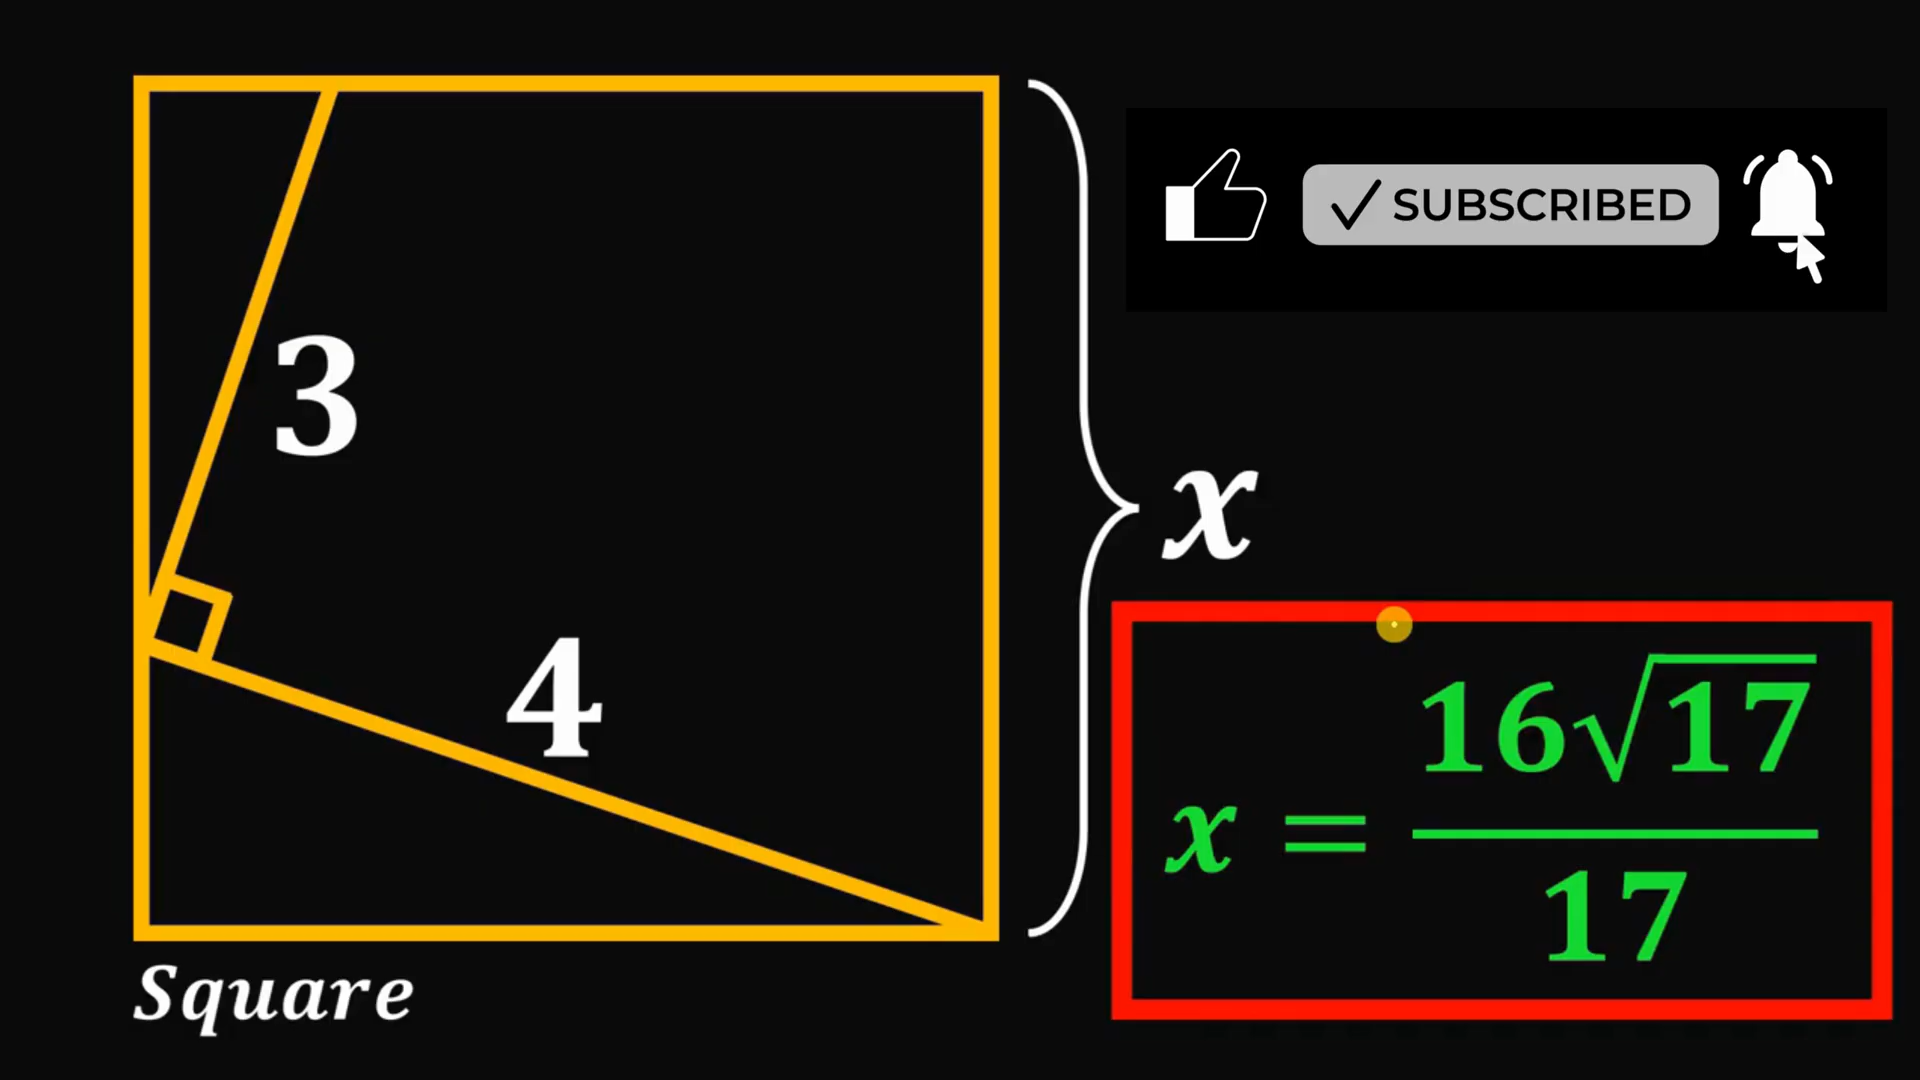 ✓ SUBSCRIBED
3
x
4
x = 16√17 / 17
Square